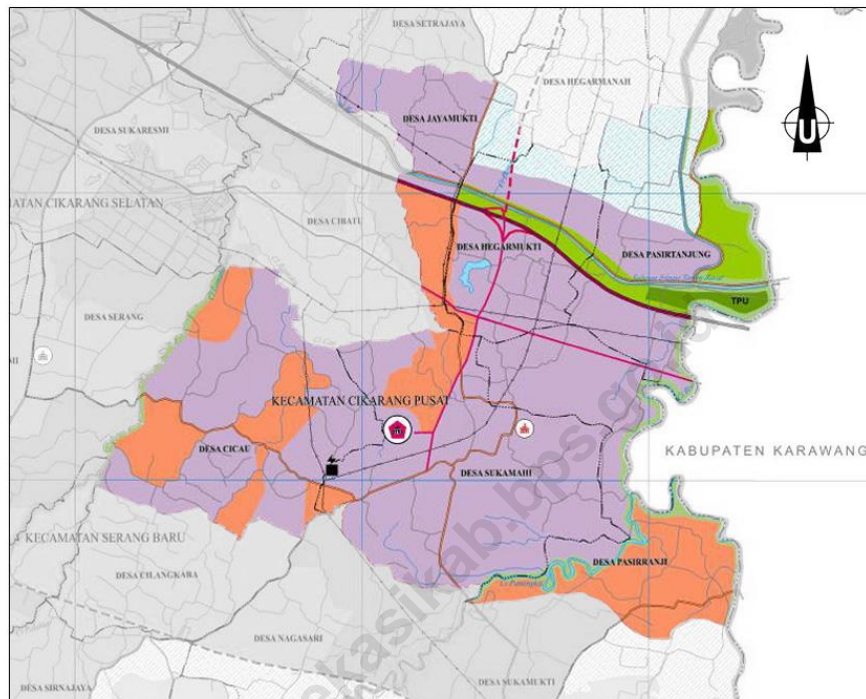 DESA SETRAJAYA
DESA HEGARMANAH
DESA JAYAMUKTI
DESA SUKARESMI
U
MATAN CIKARANG SELATAN
DESA CIBATU
DESA HEGARMUKTI
DESA PASIRTANJUNG
TPU
DESA SERANG
KECAMATAN CIKARANG PUSAT
DESA CICAU
DESA SUKAMAHI
KABUPATEN KARAWANG
KECAMATAN SERANG BARU
DESA PASIRRANJI
DESA CILANGKARA
DESA NAGASARI
DESA SIRNAJAYA
DESA SUKAMUKTI
ekasikab.bps.go.id